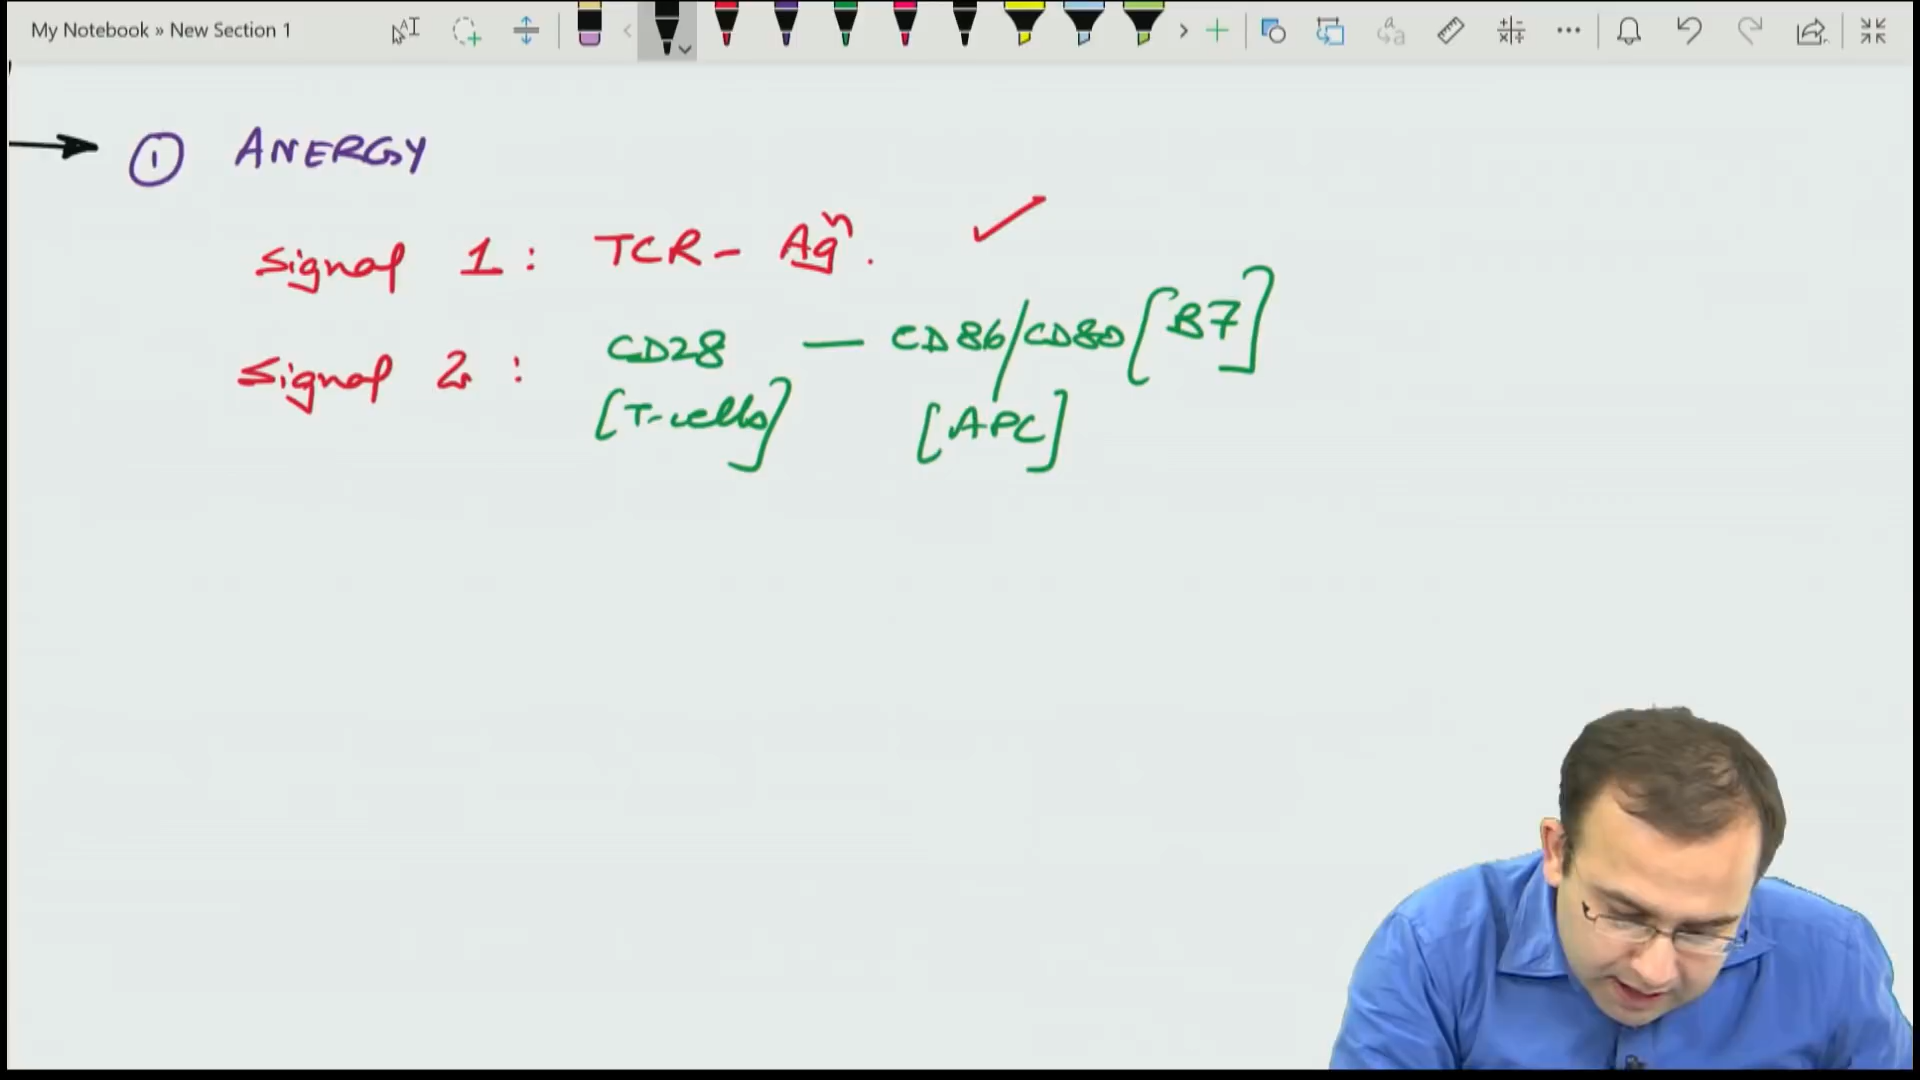 My Notebook » New Section 1
① ANERGY
Signal 1 : TCR - Agⁿ.
Signal 2 : CD28 — CD86/CD80 [B7]
[T-cells] [APC]